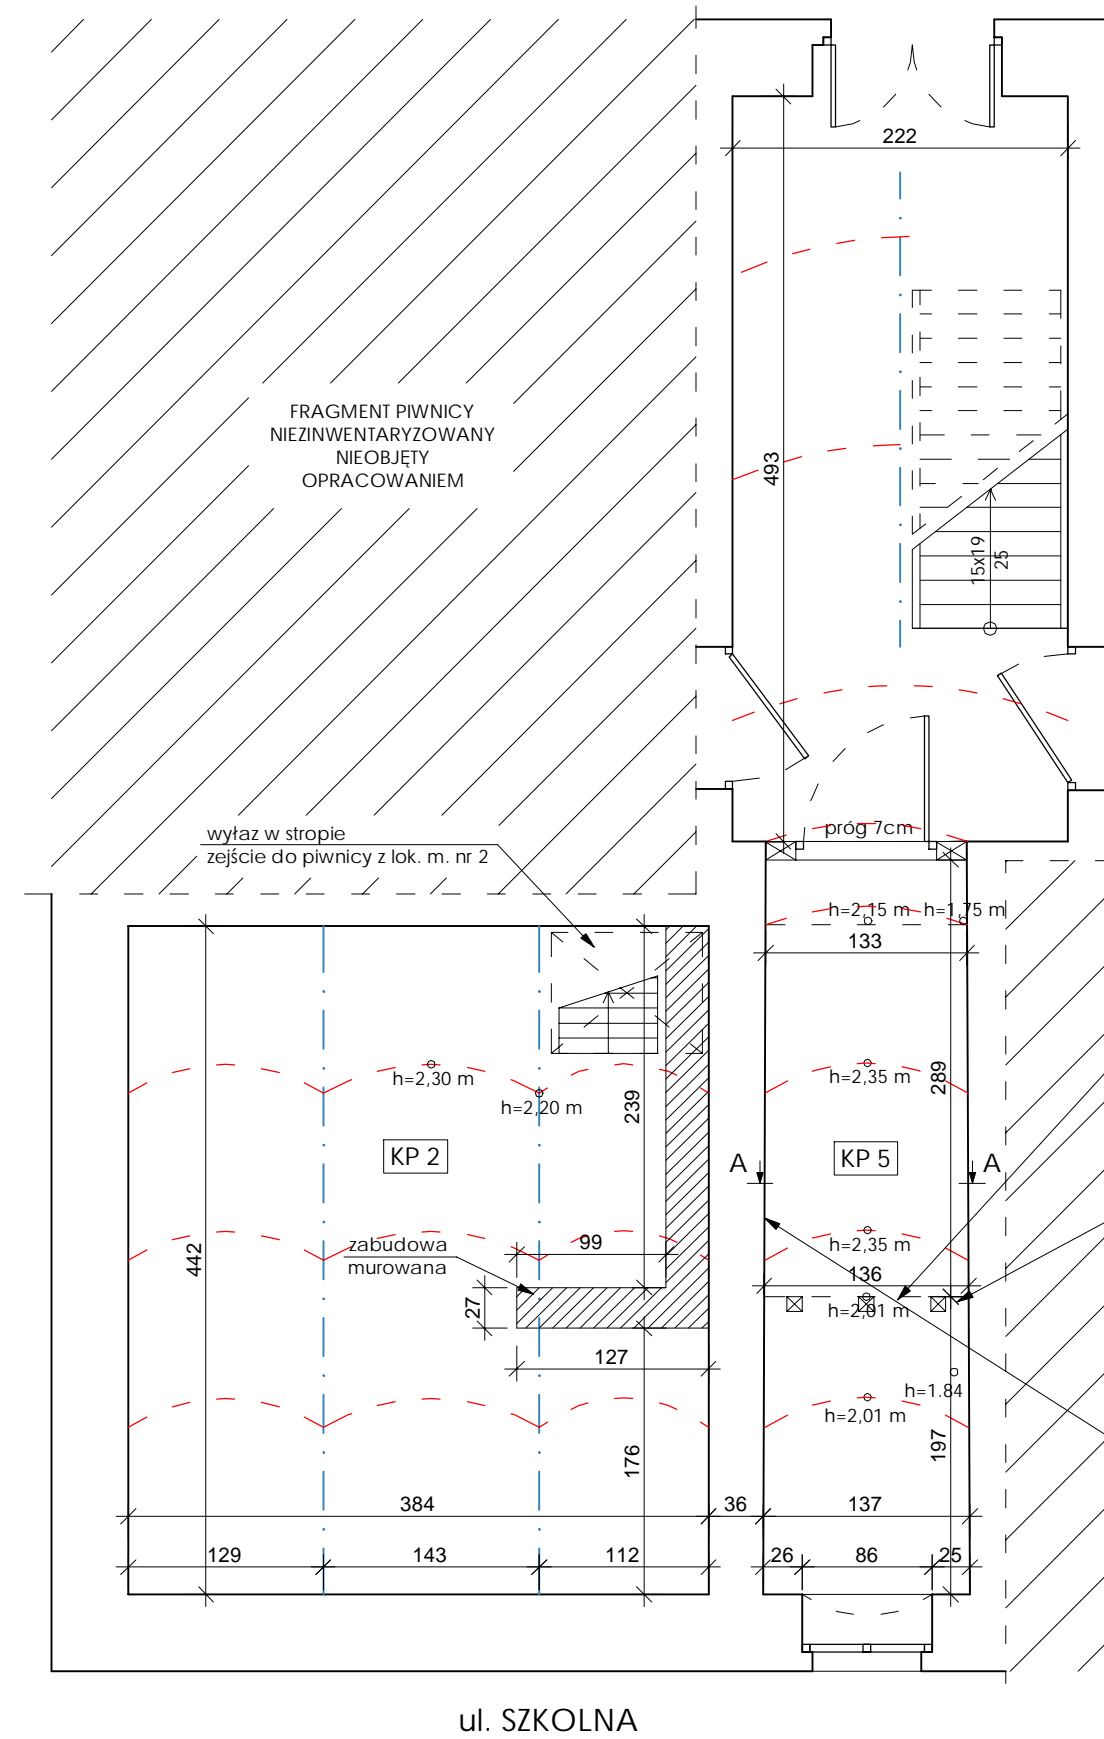 222
FRAGMENT PIWNICY
NIEZINWENTARYZOWANY
NIEOBJĘTY
OPRACOWANIEM
493
15x19
25
próg 7cm
wyłaz w stropie
zejście do piwnicy z lok. m. nr 2
h=2,15 m h=1,75 m
133
h=2,30 m
h=2,35 m
289
h=2,20 m
239
KP 2
KP 5
A
A
99
zabudowa
murowana
h=2,35 m
442
136
27
h=2,01 m
127
h=1.84
h=2,01 m
176
197
384
36
137
129
143
112
26
86
25
ul. SZKOLNA